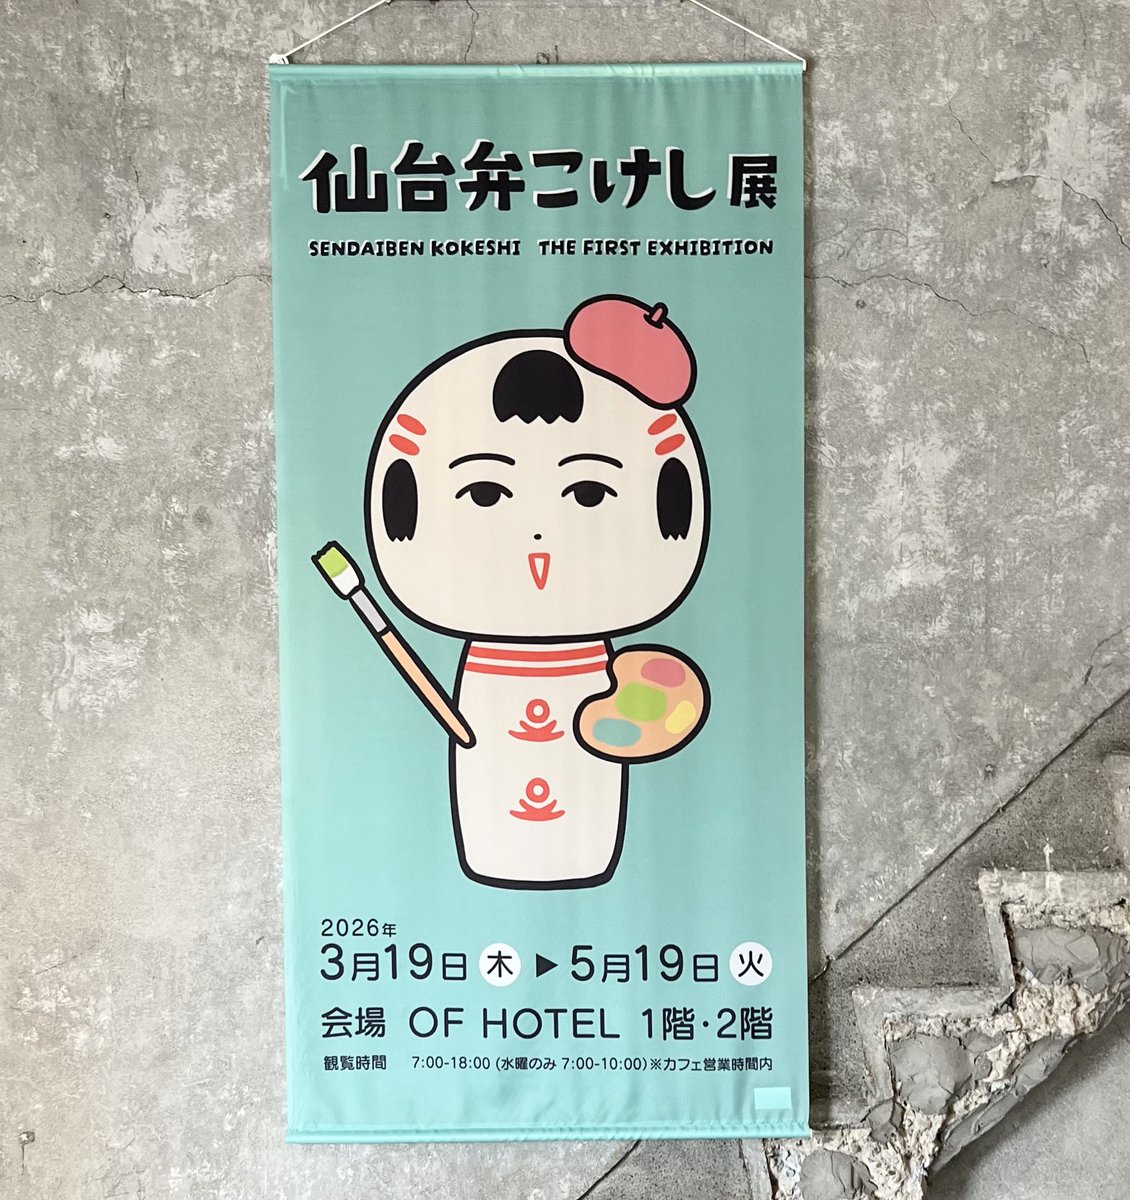 仙台弁こけし展
SENDAIBEN KOKESHI THE FIRST EXHIBITION
2026年
3月19日 木 ▶ 5月19日 火
会場 OF HOTEL 1階・2階
観覧時間 7:00-18:00 (水曜のみ 7:00-10:00) ※カフェ営業時間内